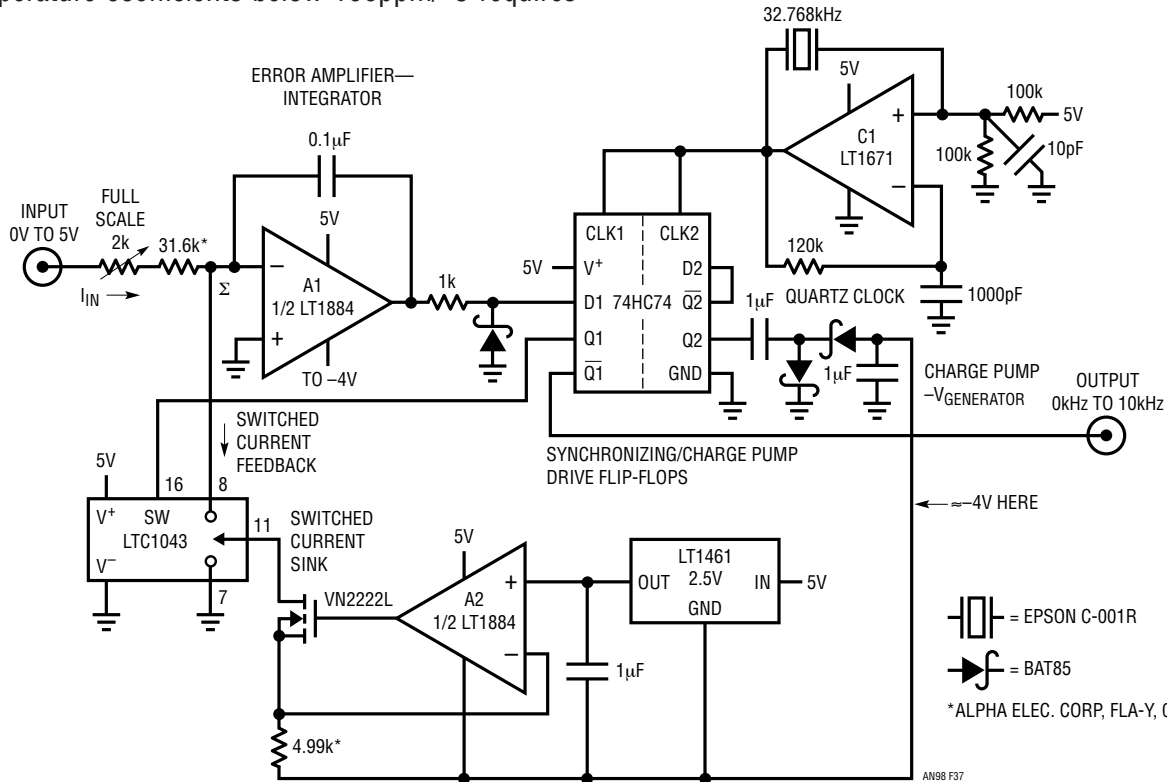 32.768kHz
ERROR AMPLIFIER—
INTEGRATOR
5V
100k
5V
+
C1
LT1671
100k
10pF
–
0.1µF
FULL
SCALE
2k
INPUT
0V TO 5V
31.6k*
5V
CLK1
CLK2
120k
I_IN →
Σ
–
A1
1/2 LT1884
+
1k
5V
V⁺
D2
D1
74HC74
Q̅2̅
QUARTZ CLOCK
1000pF
1µF
Q1
Q2
TO –4V
Q̅1̅
GND
1µF
CHARGE PUMP
–V_GENERATOR
OUTPUT
0kHz TO 10kHz
SWITCHED
CURRENT
FEEDBACK
SYNCHRONIZING/CHARGE PUMP
DRIVE FLIP-FLOPS
5V
16
8
≈–4V HERE
V⁺
SW
LTC1043
V⁻
11
SWITCHED
CURRENT
SINK
7
5V
LT1461
2.5V
OUT
IN
5V
GND
VN2222L
+
A2
1/2 LT1884
–
1µF
= EPSON C-001R
= BAT85
*ALPHA ELEC. CORP, FLA-Y,
4.99k*
AN98 F37